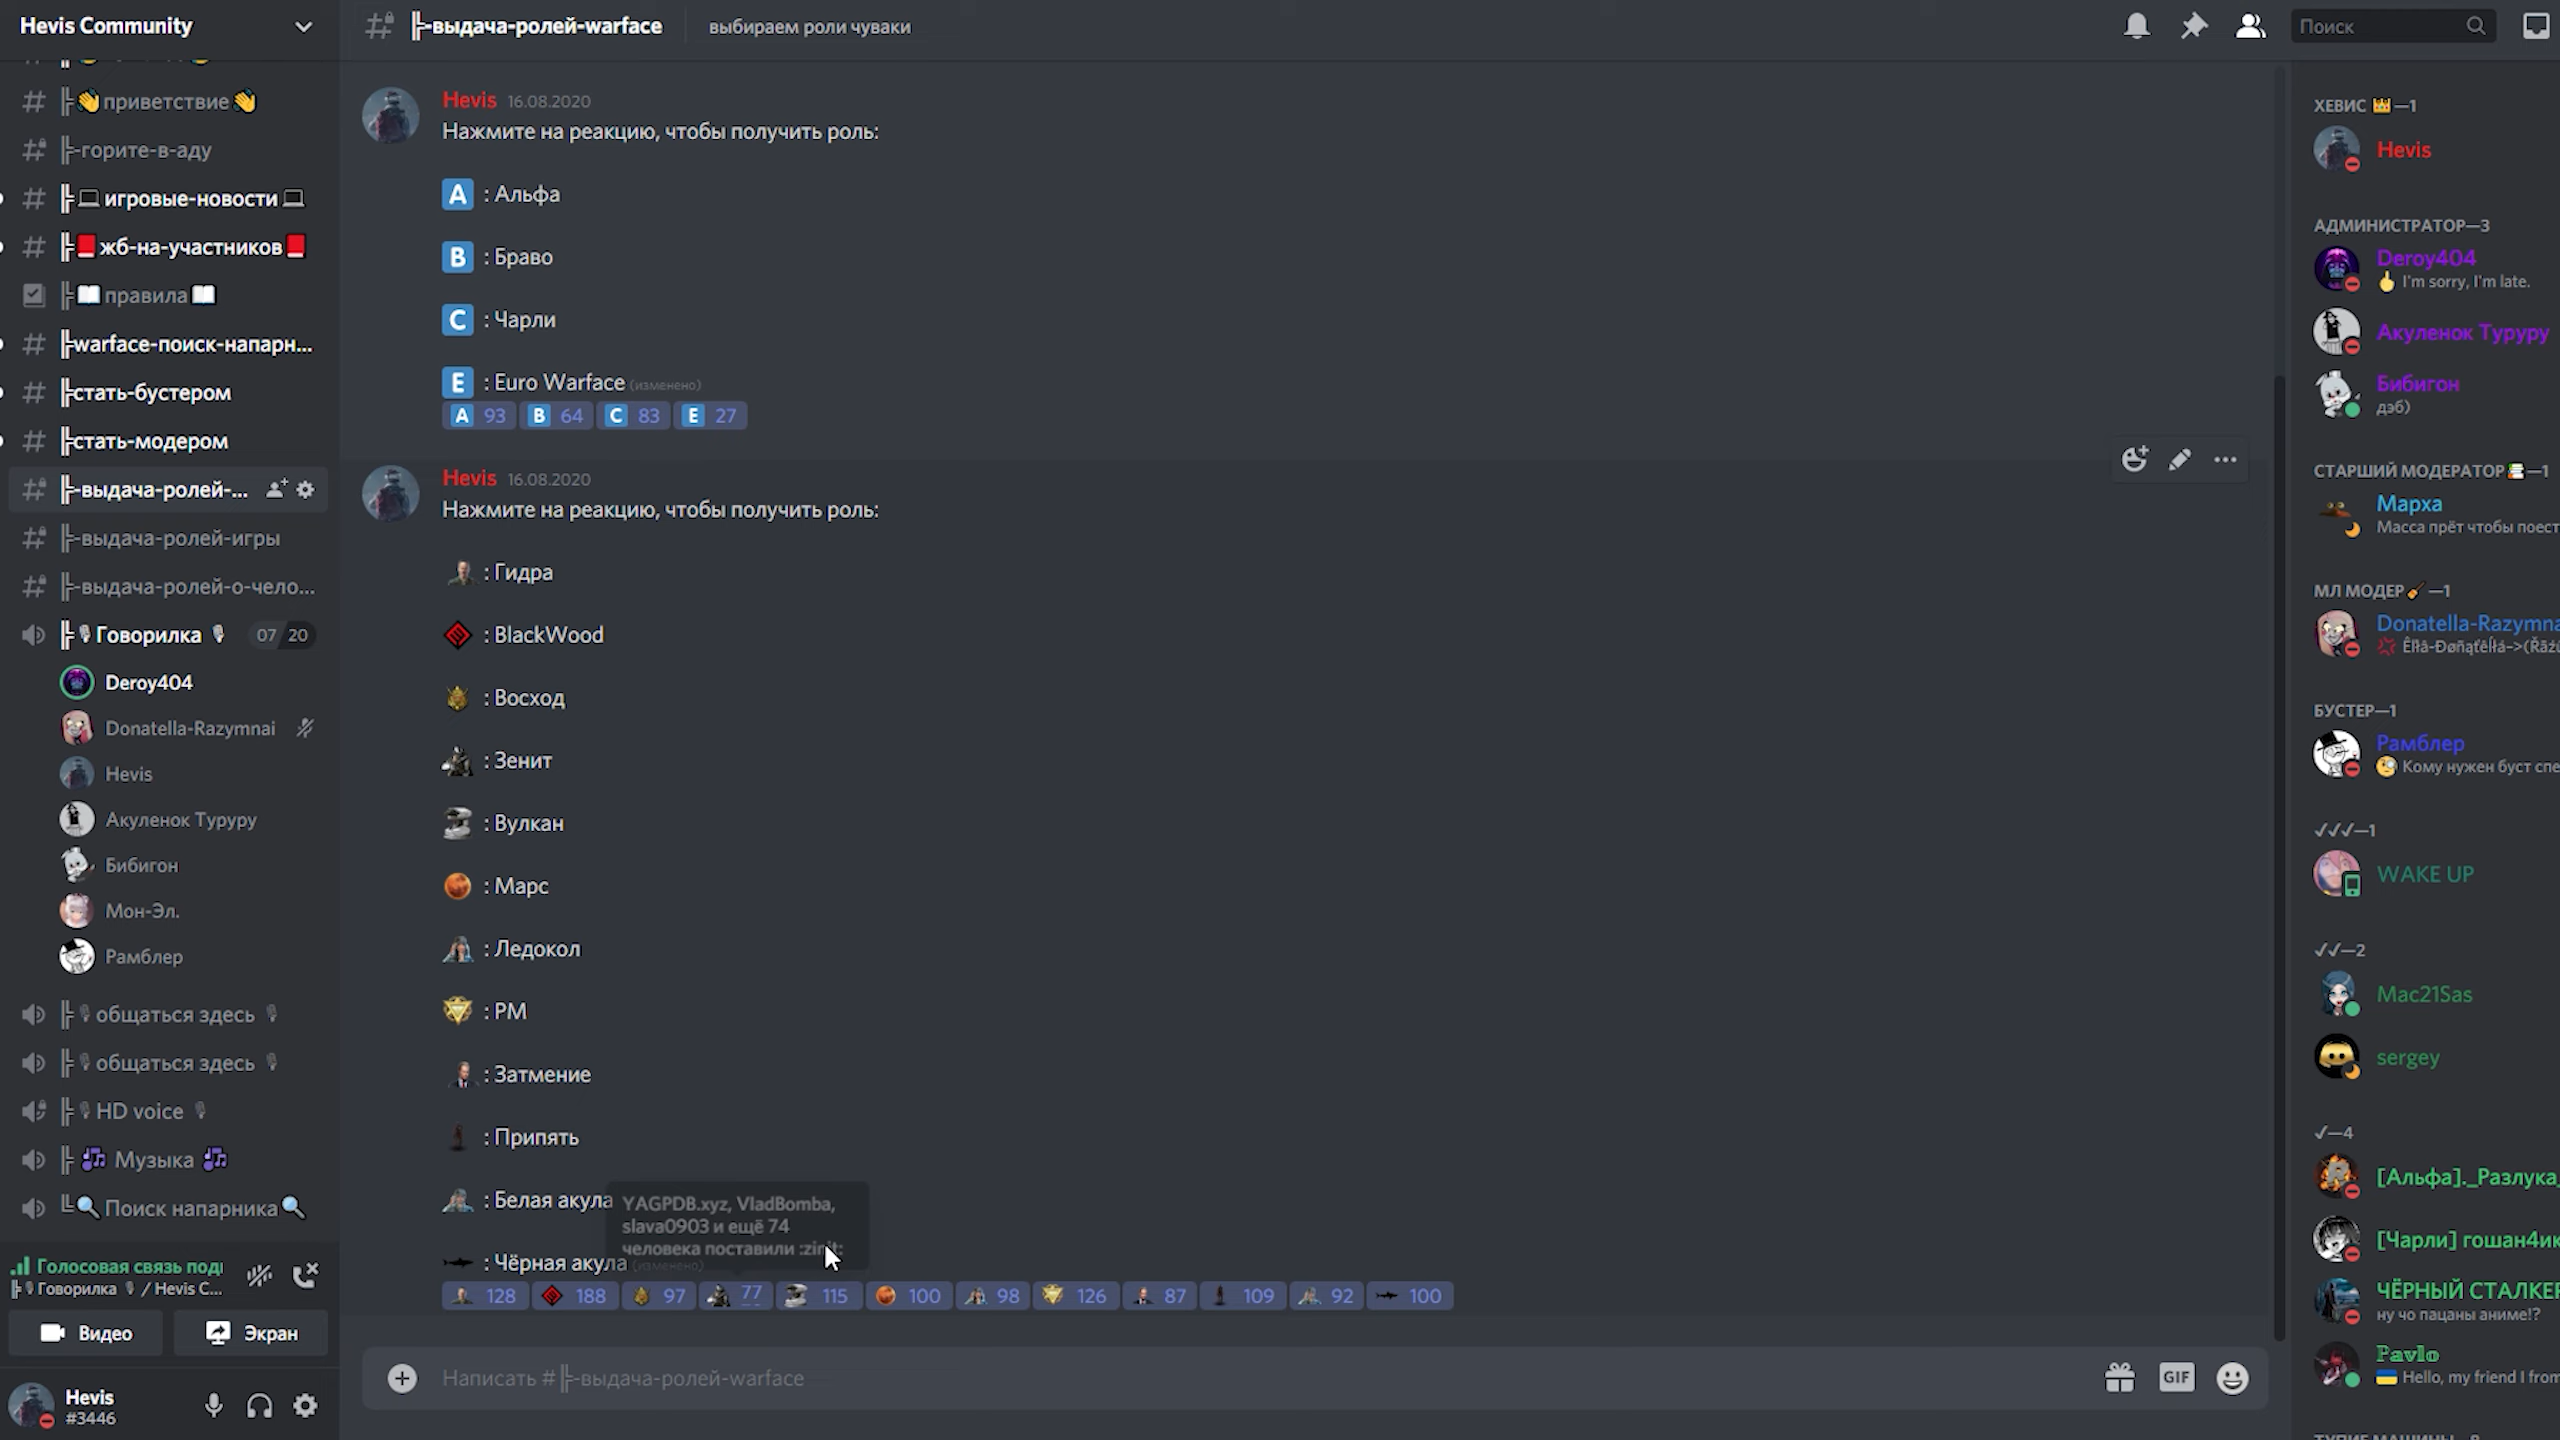 Hevis Community
приветствие
-горите-в-аду
игровые-новости
жб-на-участников
правила
warface-поиск-напарн...
стать-бустером
стать-модером
-выдача-ролей-...
-выдача-ролей-игры
-выдача-ролей-о-чело...
Говорилка 07 20
Deroy404
Donatella-Razymnai
Hevis
Акуленок Туруру
Бибигон
Мон-Эл.
Рамблер
общаться здесь
общаться здесь
HD voice
Музыка
Поиск напарника
Голосовая связь подк
Говорилка / Hevis C...
Видео Экран
Hevis
#3446
-выдача-ролей-warface выбираем роли чуваки
Поиск
Hevis 16.08.2020
Нажмите на реакцию, чтобы получить роль:
A : Альфа
B : Браво
C : Чарли
E : Euro Warface (изменено)
A 93 B 64 C 83 E 27
Hevis 16.08.2020
Нажмите на реакцию, чтобы получить роль:
: Гидра
: BlackWood
: Восход
: Зенит
: Вулкан
: Марс
: Ледокол
: РМ
: Затмение
: Припять
: Белая акула
: Чёрная акула (изменено)
YAGPDB.xyz, VladBomba,
slava0903 и ещё 74
человека поставили
128 188 97 77 115 100 98 126 87 109 92 100
Написать # -выдача-ролей-warface
GIF
ХЕВИС —1
Hevis
АДМИНИСТРАТОР—3
Deroy404
I'm sorry, I'm late.
Акуленок Туруру
Бибигон
дэб)
СТАРШИЙ МОДЕРАТОР —1
Марха
Масса прёт чтобы поест
МЛ МОДЕР —1
Donatella-Razymna
БУСТЕР—1
Рамблер
Кому нужен буст спе
✓✓✓—1
WAKE UP
✓✓—2
Mac21Sas
sergey
✓—4
[Альфа]._Разлука_
[Чарли] гошан4ик
ЧЁРНЫЙ СТАЛКЕР
ну чо пацаны аниме!?
Pavlo
Hello, my friend I from